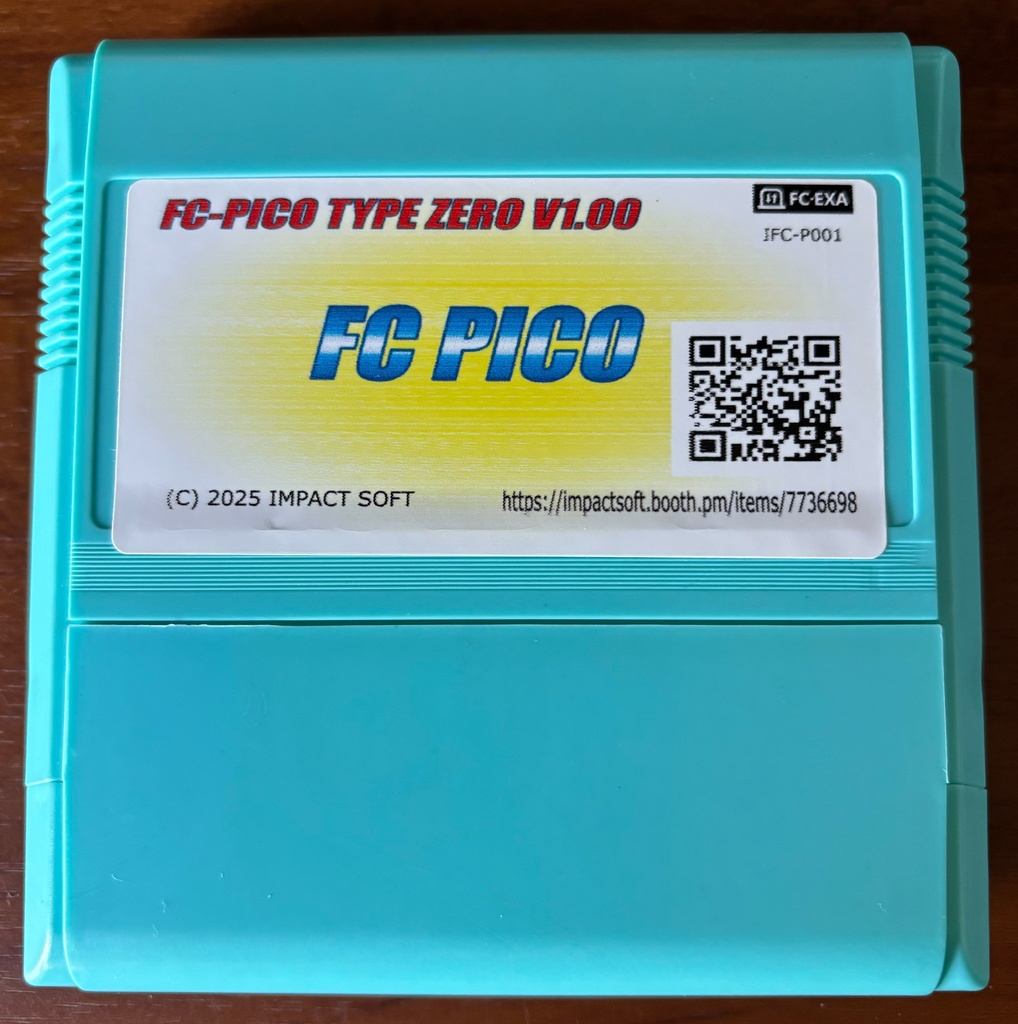 FC-PICO TYPE ZERO V1.00
FC-EXA
IFC-P001
FC PICO
(C) 2025 IMPACT SOFT
https://impactsoft.booth.pm/items/7736698